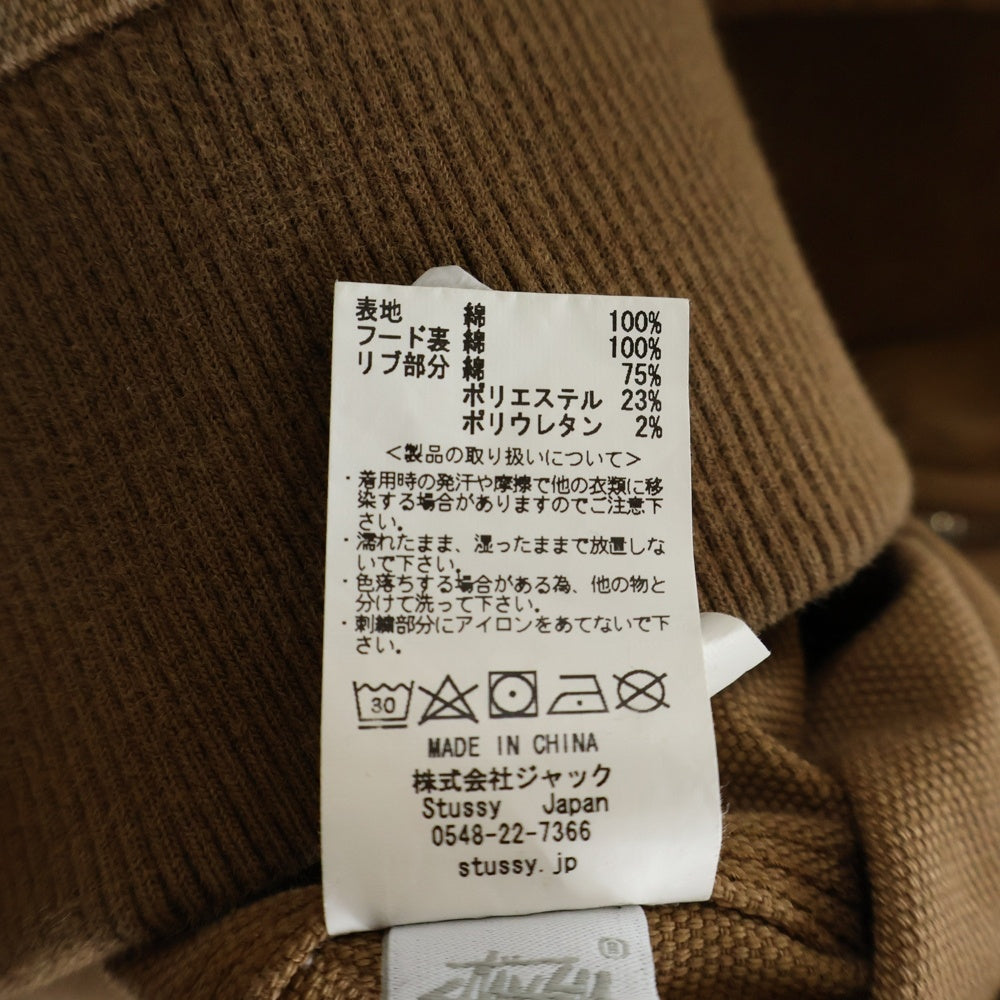 表地 綿 100%
フード裏 綿 100%
リブ部分 綿 75%
ポリエステル 23%
ポリウレタン 2%
<製品の取り扱いについて>
・着用時の発汗や摩擦で他の衣類に移
染する場合がありますのでご注意下
さい。
・濡れたまま、湿ったままで放置しな
いで下さい。
・色落ちする場合がある為、他の物と
分けて洗って下さい。
・刺繍部分にアイロンをあてないで下
さい。
30
MADE IN CHINA
株式会社ジャック
Stussy Japan
0548-22-7366
stussy.jp
Stüssy ®